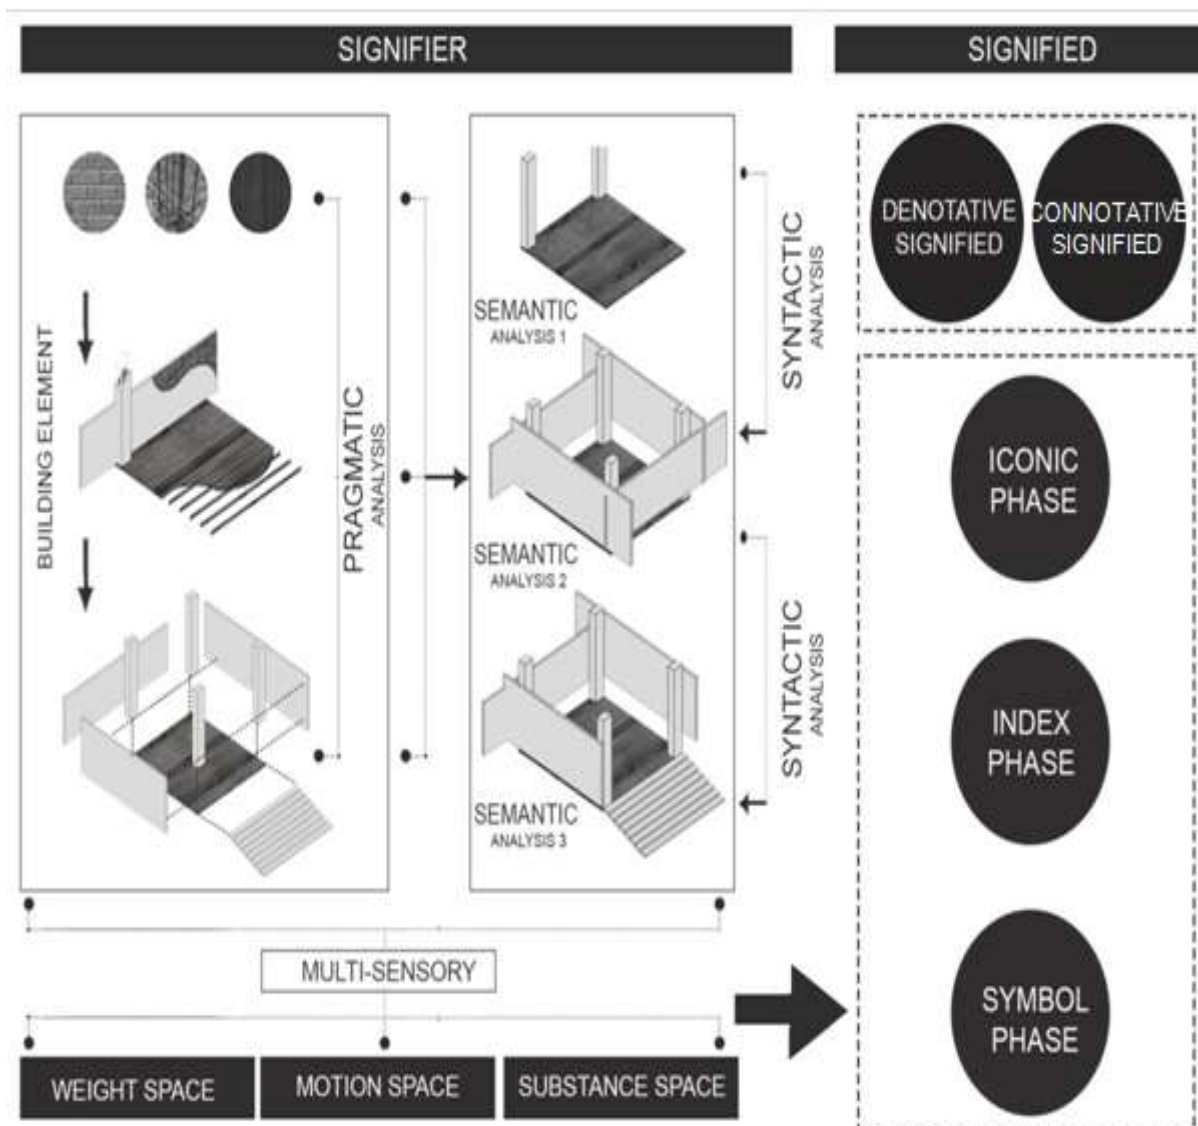 SIGNIFIER
SIGNIFIED
BUILDING ELEMENT
PRAGMATIC
ANALYSIS
SEMANTIC
ANALYSIS 1
SEMANTIC
ANALYSIS 2
SEMANTIC
ANALYSIS 3
SYNTACTIC
ANALYSIS
SYNTACTIC
ANALYSIS
DENOTATIVE
SIGNIFIED
CONNOTATIVE
SIGNIFIED
ICONIC
PHASE
INDEX
PHASE
SYMBOL
PHASE
MULTI-SENSORY
WEIGHT SPACE
MOTION SPACE
SUBSTANCE SPACE